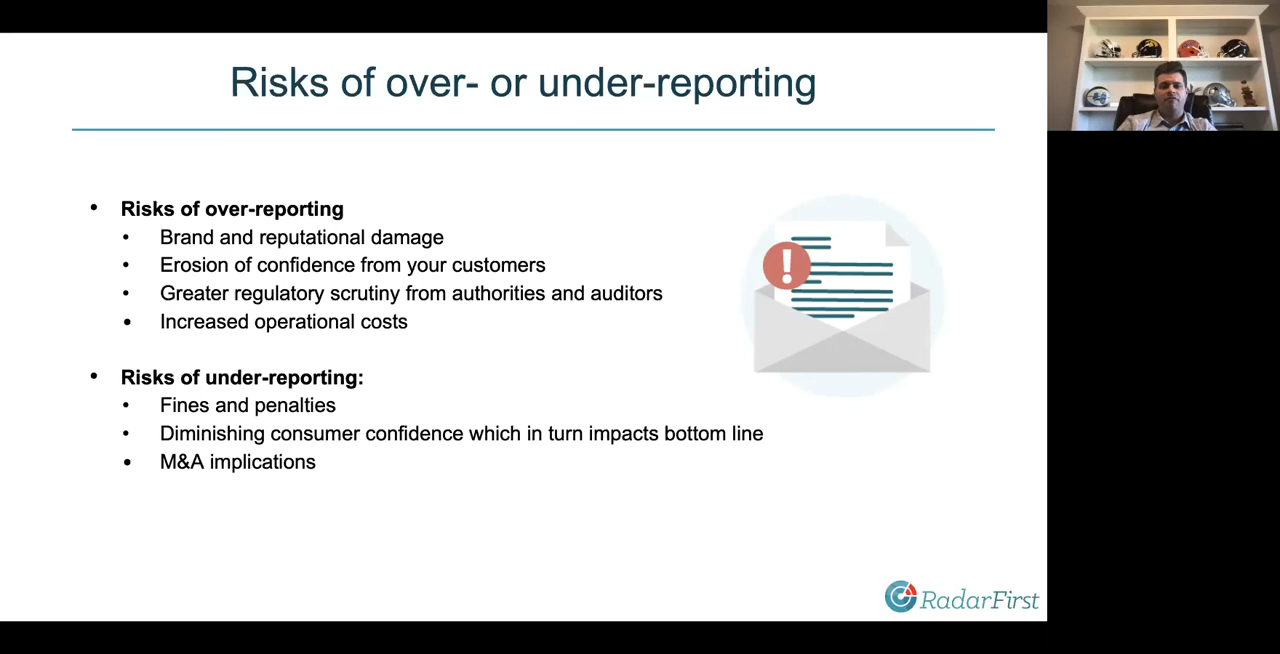 Risks of over- or under-reporting
• Risks of over-reporting
• Brand and reputational damage
• Erosion of confidence from your customers
• Greater regulatory scrutiny from authorities and auditors
• Increased operational costs
• Risks of under-reporting:
• Fines and penalties
• Diminishing consumer confidence which in turn impacts bottom line
• M&A implications
!
RadarFirst